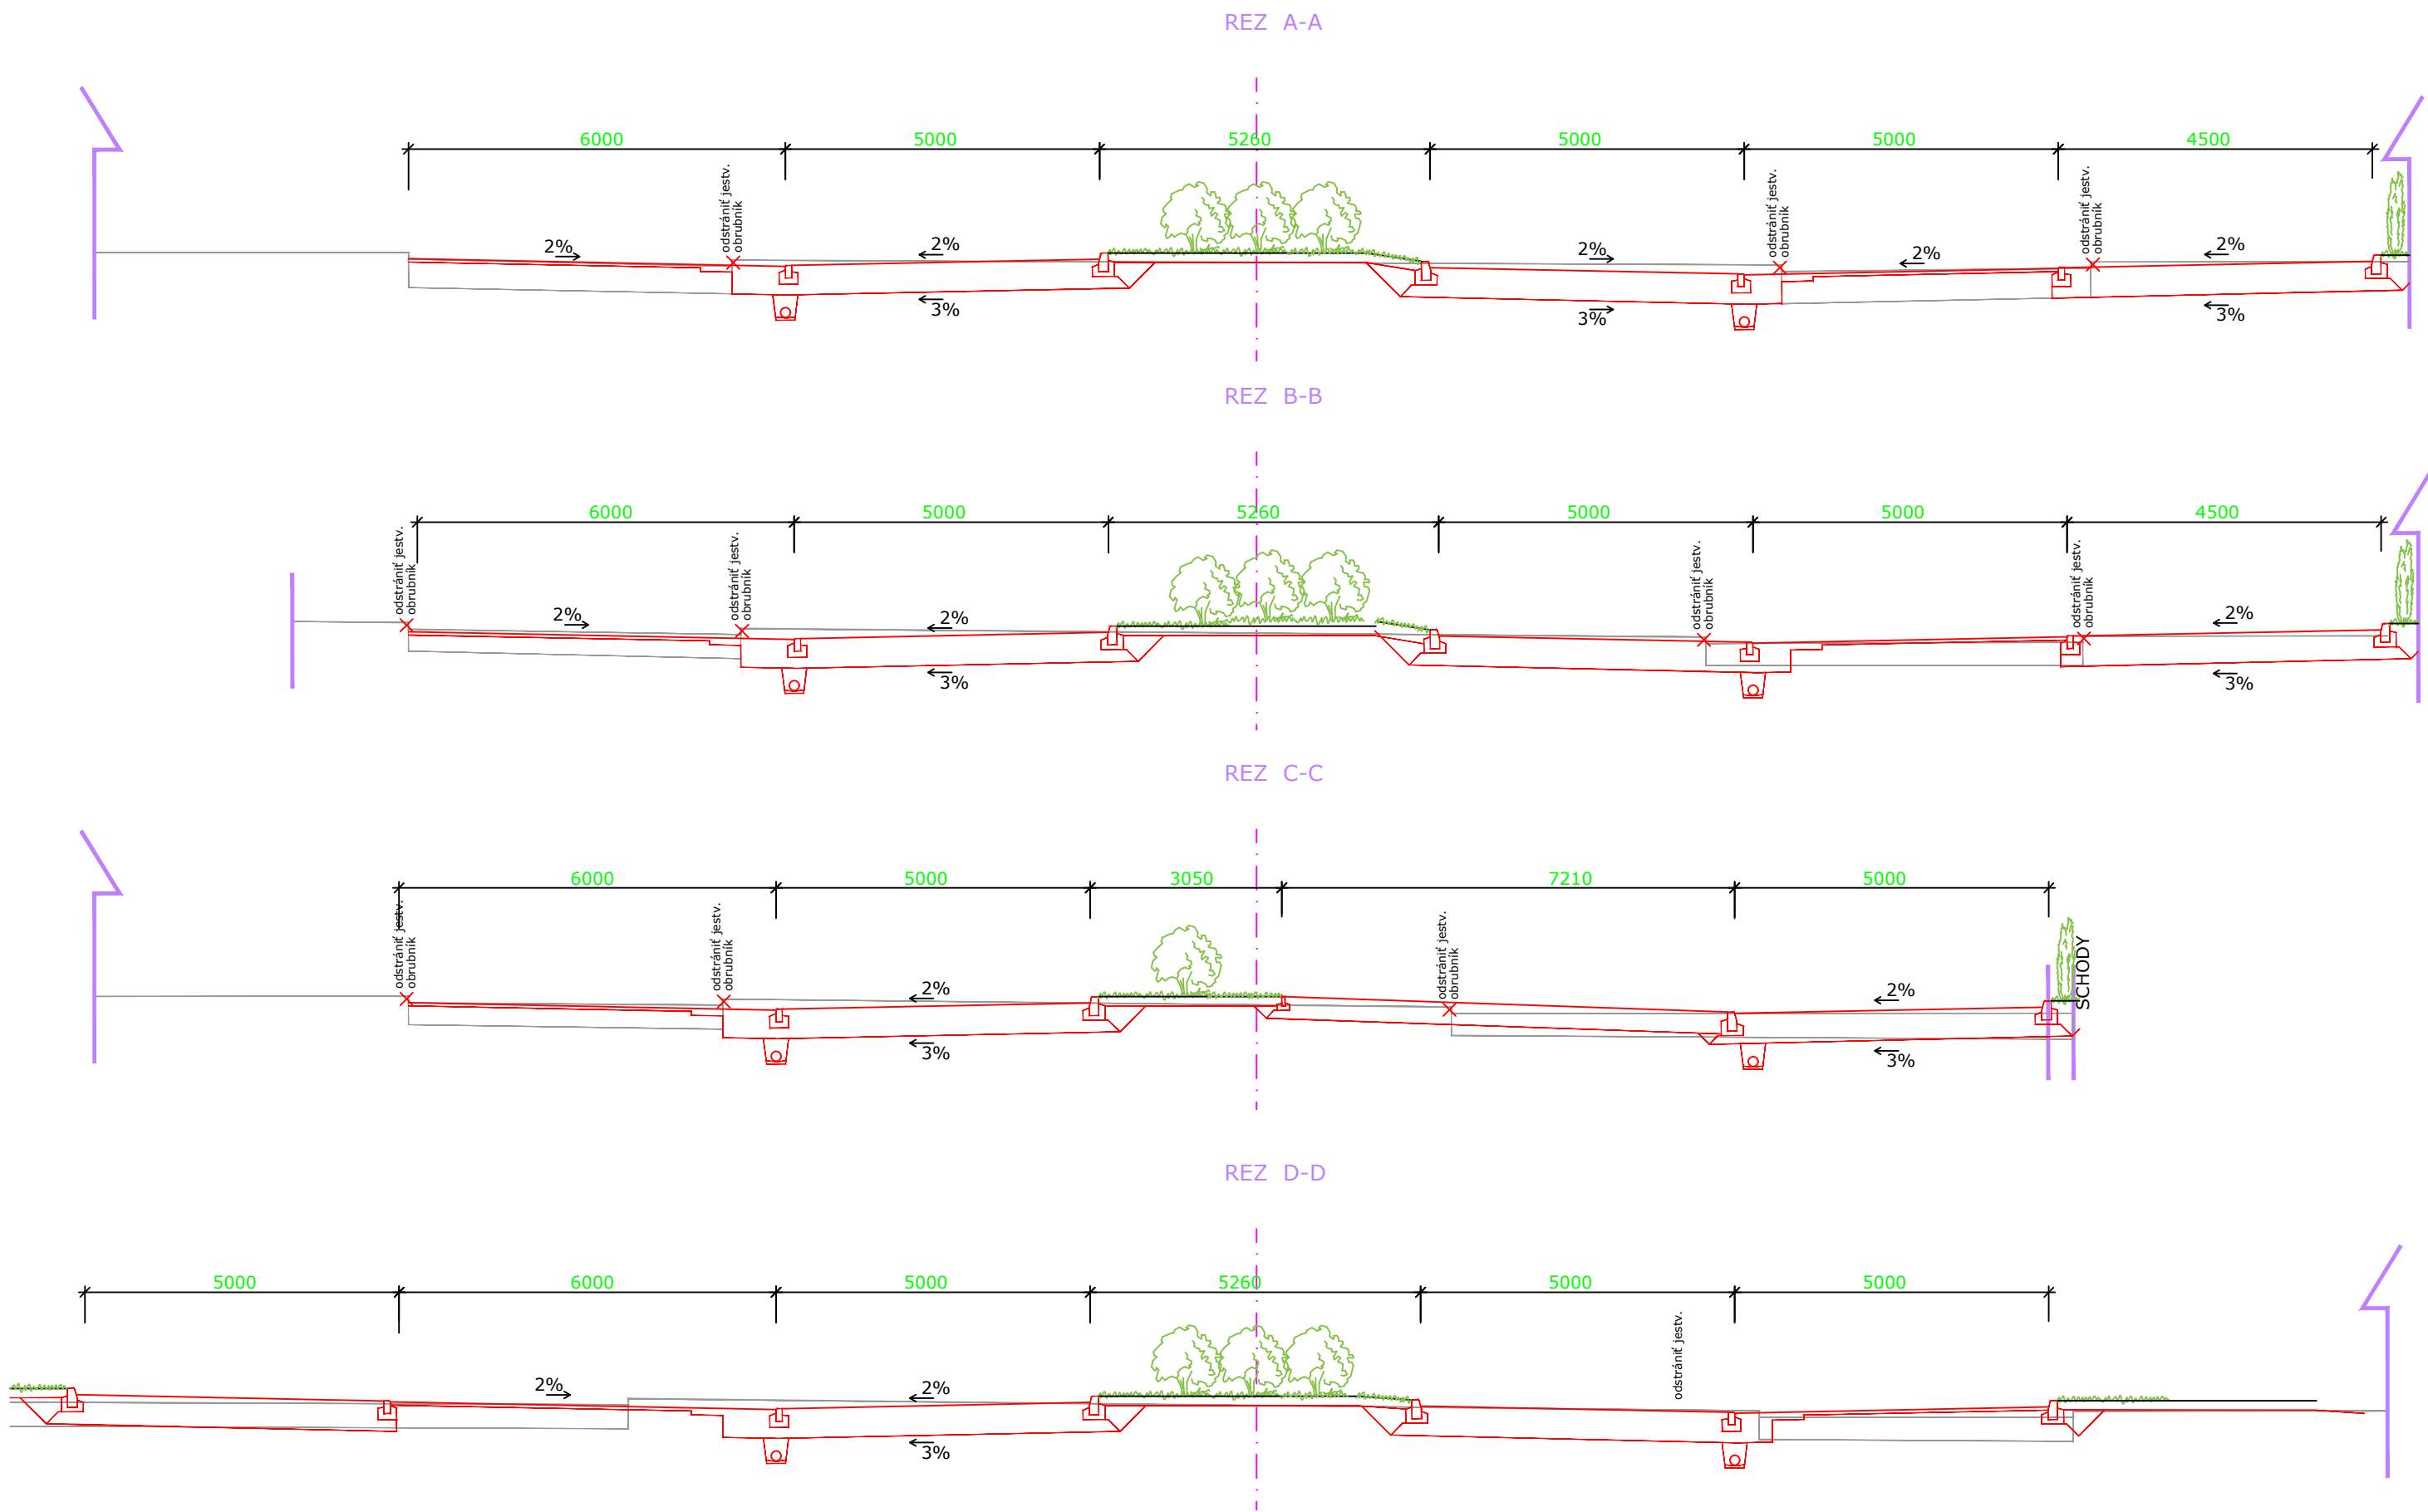 REZ A-A
6000
5000
5260
5000
5000
4500
odstrániť jestv.
obrubník
odstrániť jestv.
obrubník
odstrániť jestv.
obrubník
2%
2%
2%
2%
2%
3%
3%
3%
REZ B-B
6000
5000
5260
5000
5000
4500
odstrániť jestv.
obrubník
odstrániť jestv.
obrubník
odstrániť jestv.
obrubník
odstrániť jestv.
obrubník
2%
2%
2%
3%
3%
REZ C-C
6000
5000
3050
7210
5000
odstrániť jestv.
obrubník
odstrániť jestv.
obrubník
odstrániť jestv.
obrubník
SCHODY
2%
2%
3%
3%
REZ D-D
5000
6000
5000
5260
5000
5000
odstrániť jestv.
2%
2%
3%